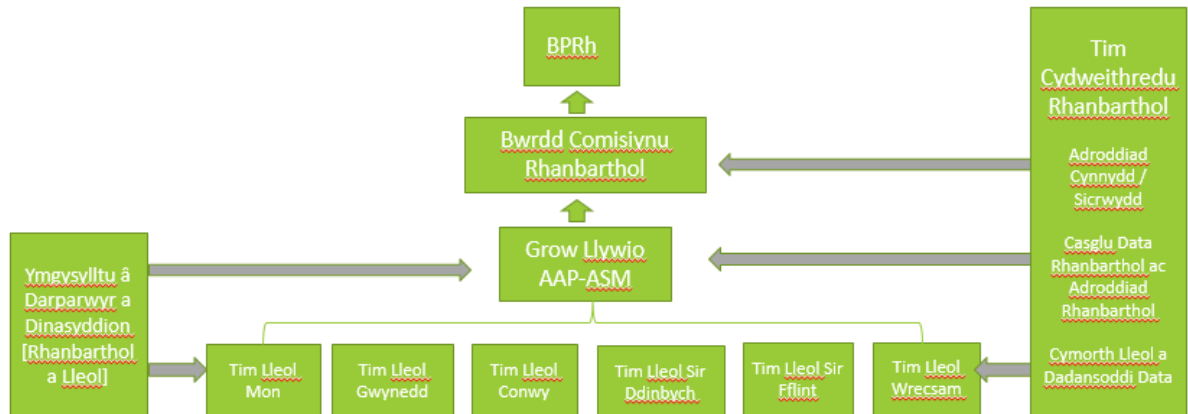 BPRh
Bwrdd Comisiynu
Rhanbarthol
Grow Llywio
AAP-ASM
Ymgysylltu â
Darparwyr a
Dinasyddion
[Rhanbarthol
a Lleol]
Tim Lleol
Mon
Tim Lleol
Gwynedd
Tim Lleol
Conwy
Tim Lleol Sir
Ddinbych
Tim Lleol Sir
Fflint
Tim Lleol
Wrecsam
Tim
Cydweithredu
Rhanbarthol
Adroddiad
Cynnydd /
Sicrwydd
Casglu Data
Rhanbarthol ac
Adroddiad
Rhanbarthol
Cymorth Lleol a
Dadansoddi Data